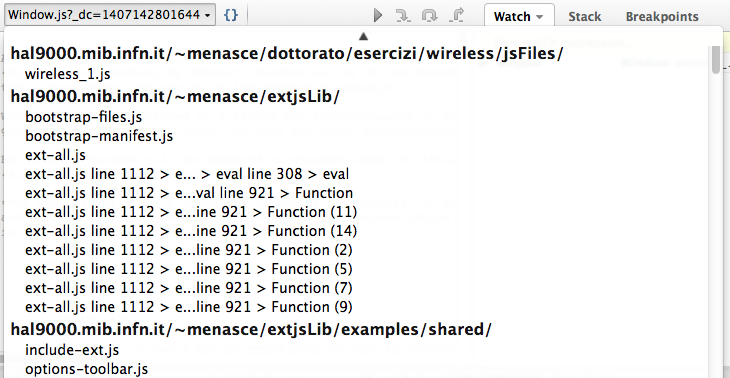 Window.js?_dc=1407142801644 {} Watch Stack Breakpoints
hal9000.mib.infn.it/~menasce/dottorato/esercizi/wireless/jsFiles/
wireless_1.js
hal9000.mib.infn.it/~menasce/extjsLib/
bootstrap-files.js
bootstrap-manifest.js
ext-all.js
ext-all.js line 1112 > e... > eval line 308 > eval
ext-all.js line 1112 > e...val line 921 > Function
ext-all.js line 1112 > e...ine 921 > Function (11)
ext-all.js line 1112 > e...ine 921 > Function (14)
ext-all.js line 1112 > e...line 921 > Function (2)
ext-all.js line 1112 > e...line 921 > Function (5)
ext-all.js line 1112 > e...line 921 > Function (7)
ext-all.js line 1112 > e...line 921 > Function (9)
hal9000.mib.infn.it/~menasce/extjsLib/examples/shared/
include-ext.js
options-toolbar.js